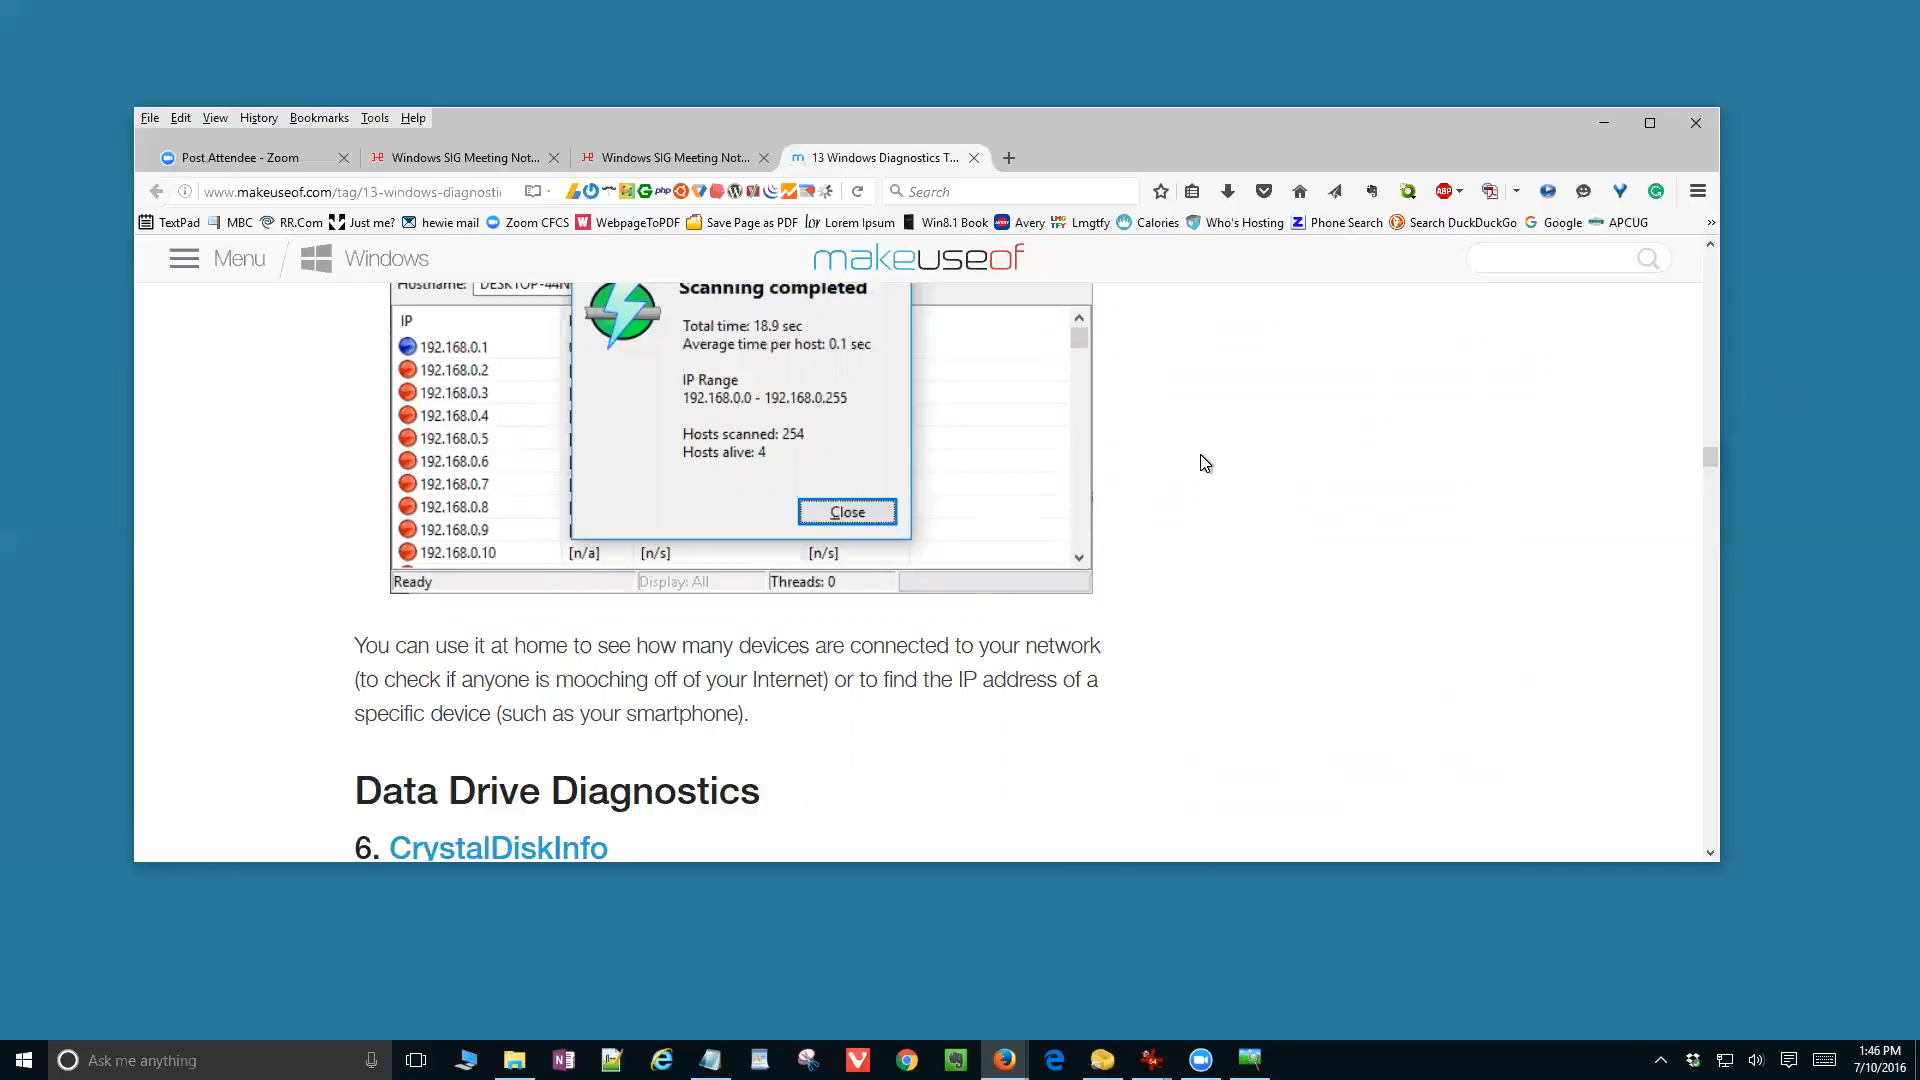 File Edit View History Bookmarks Tools Help
Post Attendee - Zoom
Windows SIG Meeting Not...
Windows SIG Meeting Not...
13 Windows Diagnostics T...
www.makeuseof.com/tag/13-windows-diagnostic
Search
TextPad MBC RR.Com Just me? hewie mail Zoom CFCS WebpageToPDF Save Page as PDF Lorem Ipsum Win8.1 Book Avery Lmgtfy Calories Who's Hosting Phone Search Search DuckDuckGo Google APCUG
Menu Windows makeuseof
Hostname: DESKTOP-44N
Scanning completed
IP
Total time: 18.9 sec
Average time per host: 0.1 sec
IP Range
192.168.0.0 - 192.168.0.255
Hosts scanned: 254
Hosts alive: 4
Close
192.168.0.1
192.168.0.2
192.168.0.3
192.168.0.4
192.168.0.5
192.168.0.6
192.168.0.7
192.168.0.8
192.168.0.9
192.168.0.10 [n/a] [n/s] [n/s]
Ready Display: All Threads: 0
You can use it at home to see how many devices are connected to your network
(to check if anyone is mooching off of your Internet) or to find the IP address of a
specific device (such as your smartphone).
Data Drive Diagnostics
6. CrystalDiskInfo
Ask me anything
1:46 PM
7/10/2016